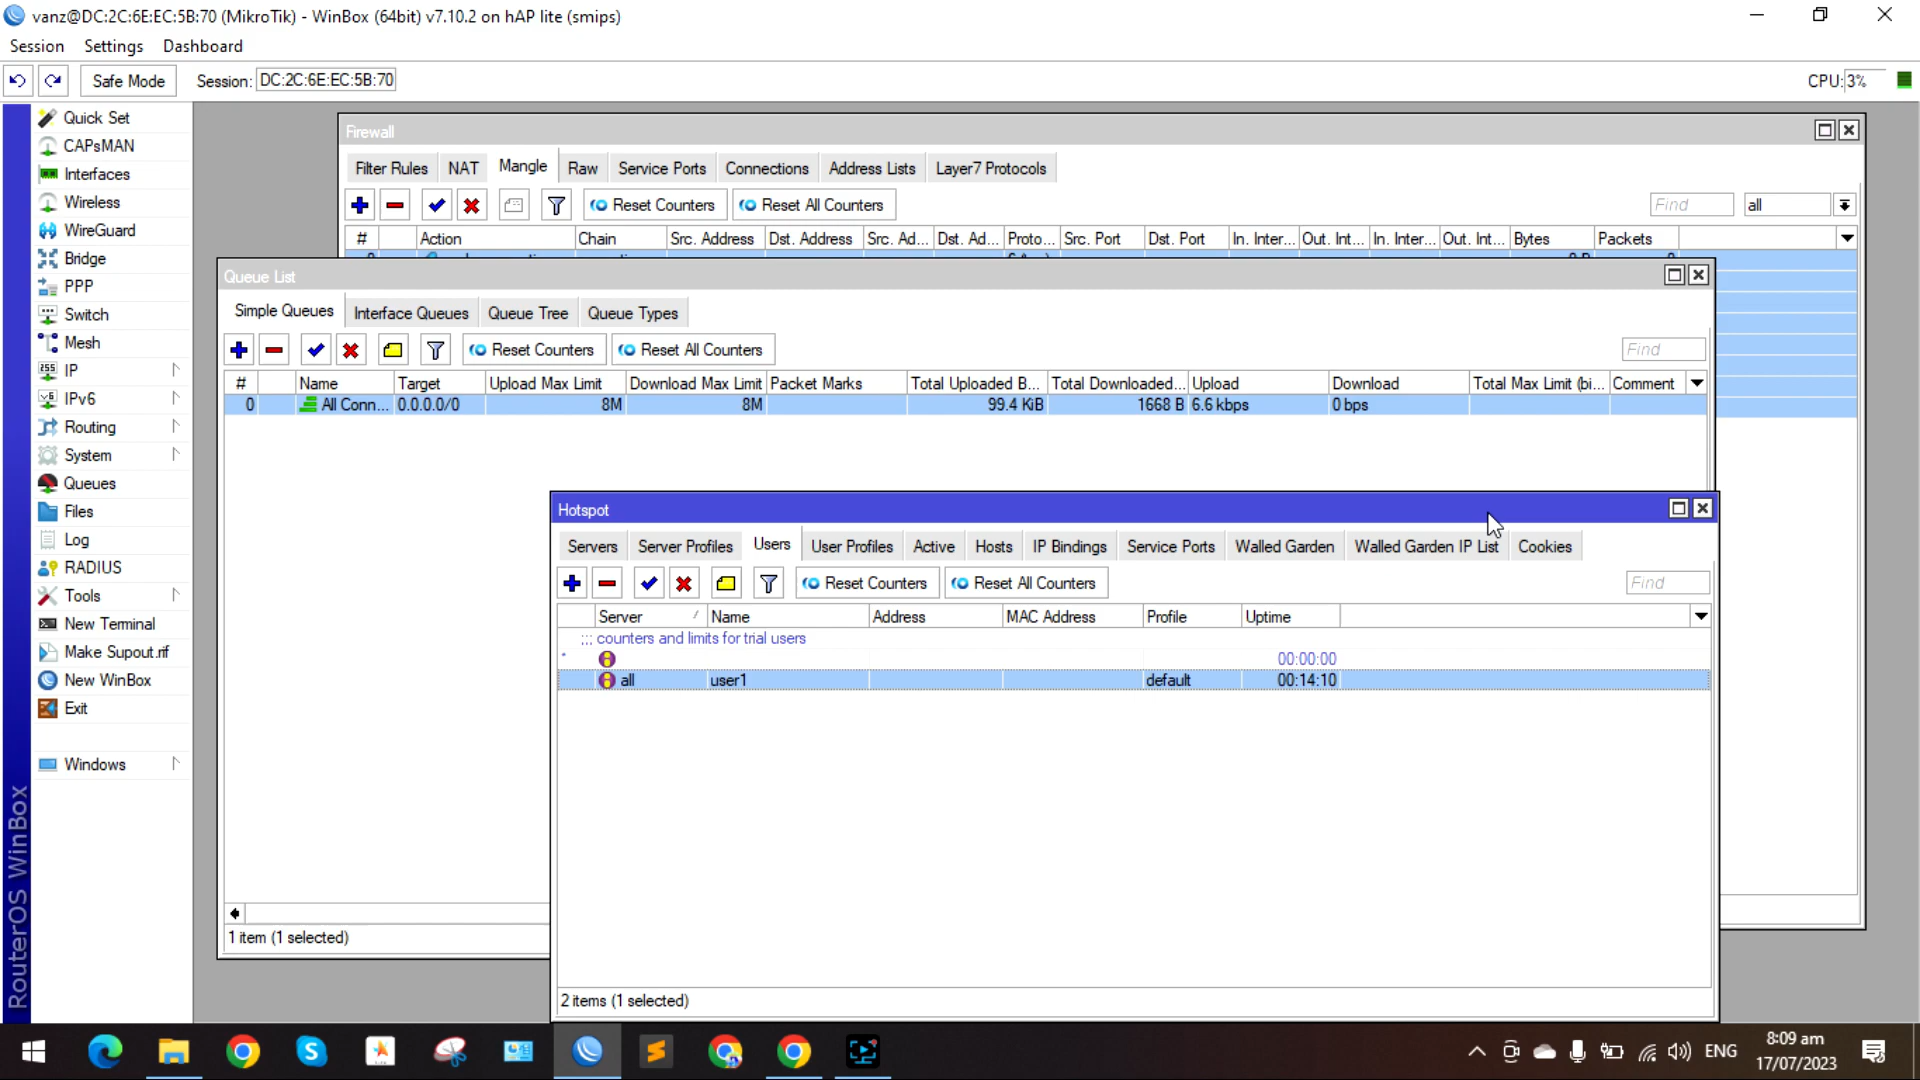 vanz@DC:2C:6E:EC:5B:70 (MikroTik) - WinBox (64bit) v7.10.2 on hAP lite (smips)
Session Settings Dashboard
Safe Mode Session: DC:2C:6E:EC:5B:70 CPU: 3%
Quick Set
CAPsMAN
Interfaces
Wireless
WireGuard
Bridge
PPP
Switch
Mesh
IP
IPv6
Routing
System
Queues
Files
Log
RADIUS
Tools
New Terminal
Make Supout.rif
New WinBox
Exit
Windows
RouterOS WinBox
Firewall
Filter Rules NAT Mangle Raw Service Ports Connections Address Lists Layer7 Protocols
Reset Counters Reset All Counters Find all
# Action Chain Src. Address Dst. Address Src. Ad... Dst. Ad... Proto... Src. Port Dst. Port In. Inter... Out. Int... In. Inter... Out. Int... Bytes Packets
Queue List
Simple Queues Interface Queues Queue Tree Queue Types
Reset Counters Reset All Counters Find
# Name Target Upload Max Limit Download Max Limit Packet Marks Total Uploaded B... Total Downloaded... Upload Download Total Max Limit (bi... Comment
0 All Conn... 0.0.0.0/0 8M 8M 99.4 KiB 1668 B 6.6 kbps 0 bps
1 item (1 selected)
Hotspot
Servers Server Profiles Users User Profiles Active Hosts IP Bindings Service Ports Walled Garden Walled Garden IP List Cookies
Reset Counters Reset All Counters Find
Server Name Address MAC Address Profile Uptime
;;; counters and limits for trial users
* 00:00:00
all user1 default 00:14:10
2 items (1 selected)
ENG
8:09 am
17/07/2023